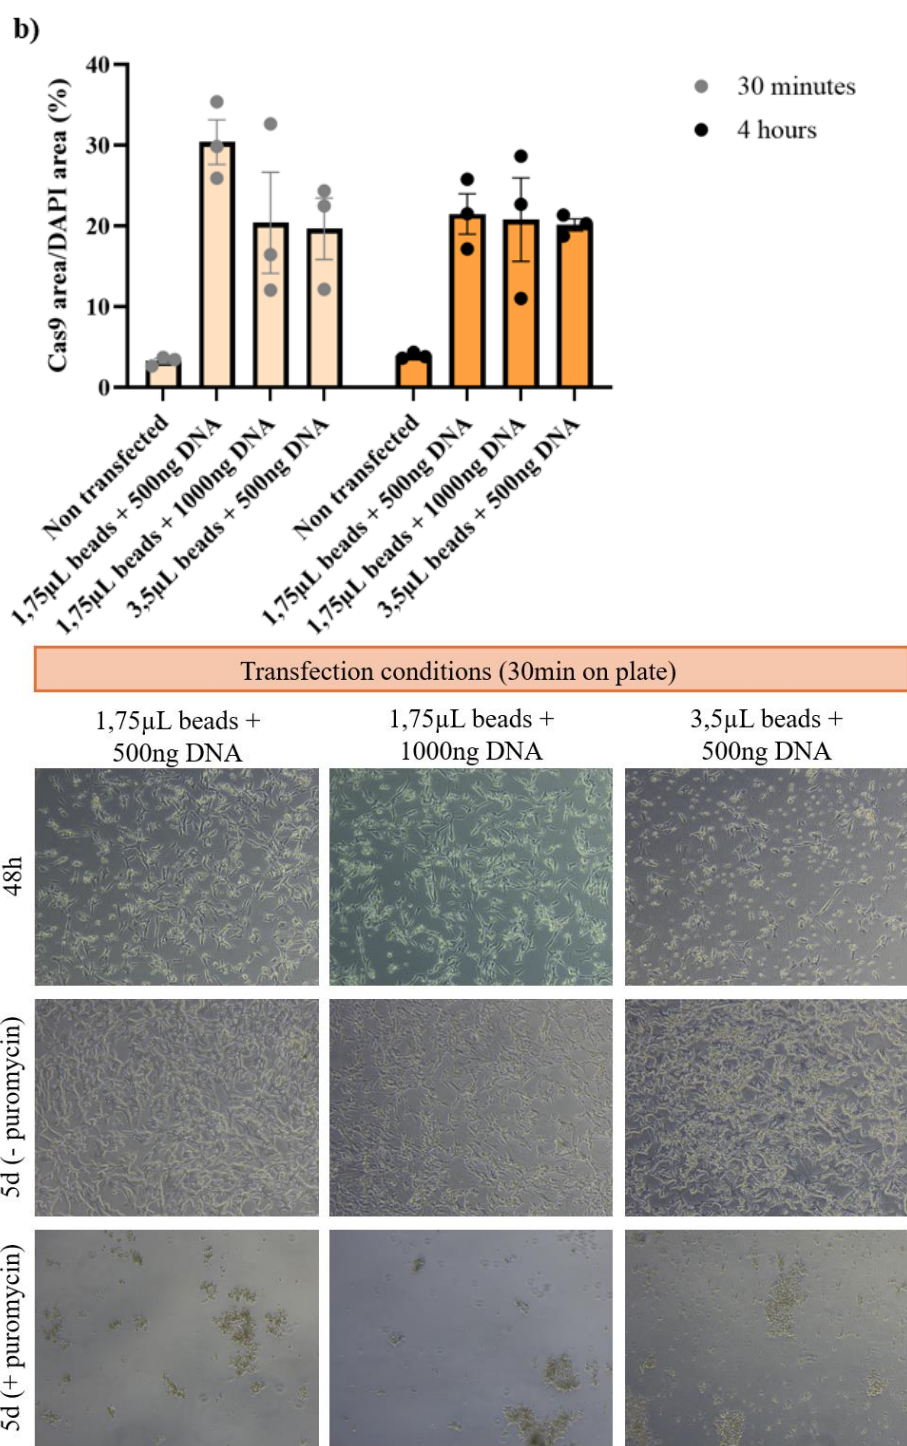 b)
Cas9 area/DAPI area (%)
40
30
20
10
0
30 minutes
4 hours
Non transfected
1,75µL beads + 500ng DNA
1,75µL beads + 1000ng DNA
3,5µL beads + 500ng DNA
Non transfected
1,75µL beads + 500ng DNA
1,75µL beads + 1000ng DNA
3,5µL beads + 500ng DNA
Transfection conditions (30min on plate)
1,75µL beads +
500ng DNA
1,75µL beads +
1000ng DNA
3,5µL beads +
500ng DNA
48h
5d (- puromycin)
5d (+ puromycin)